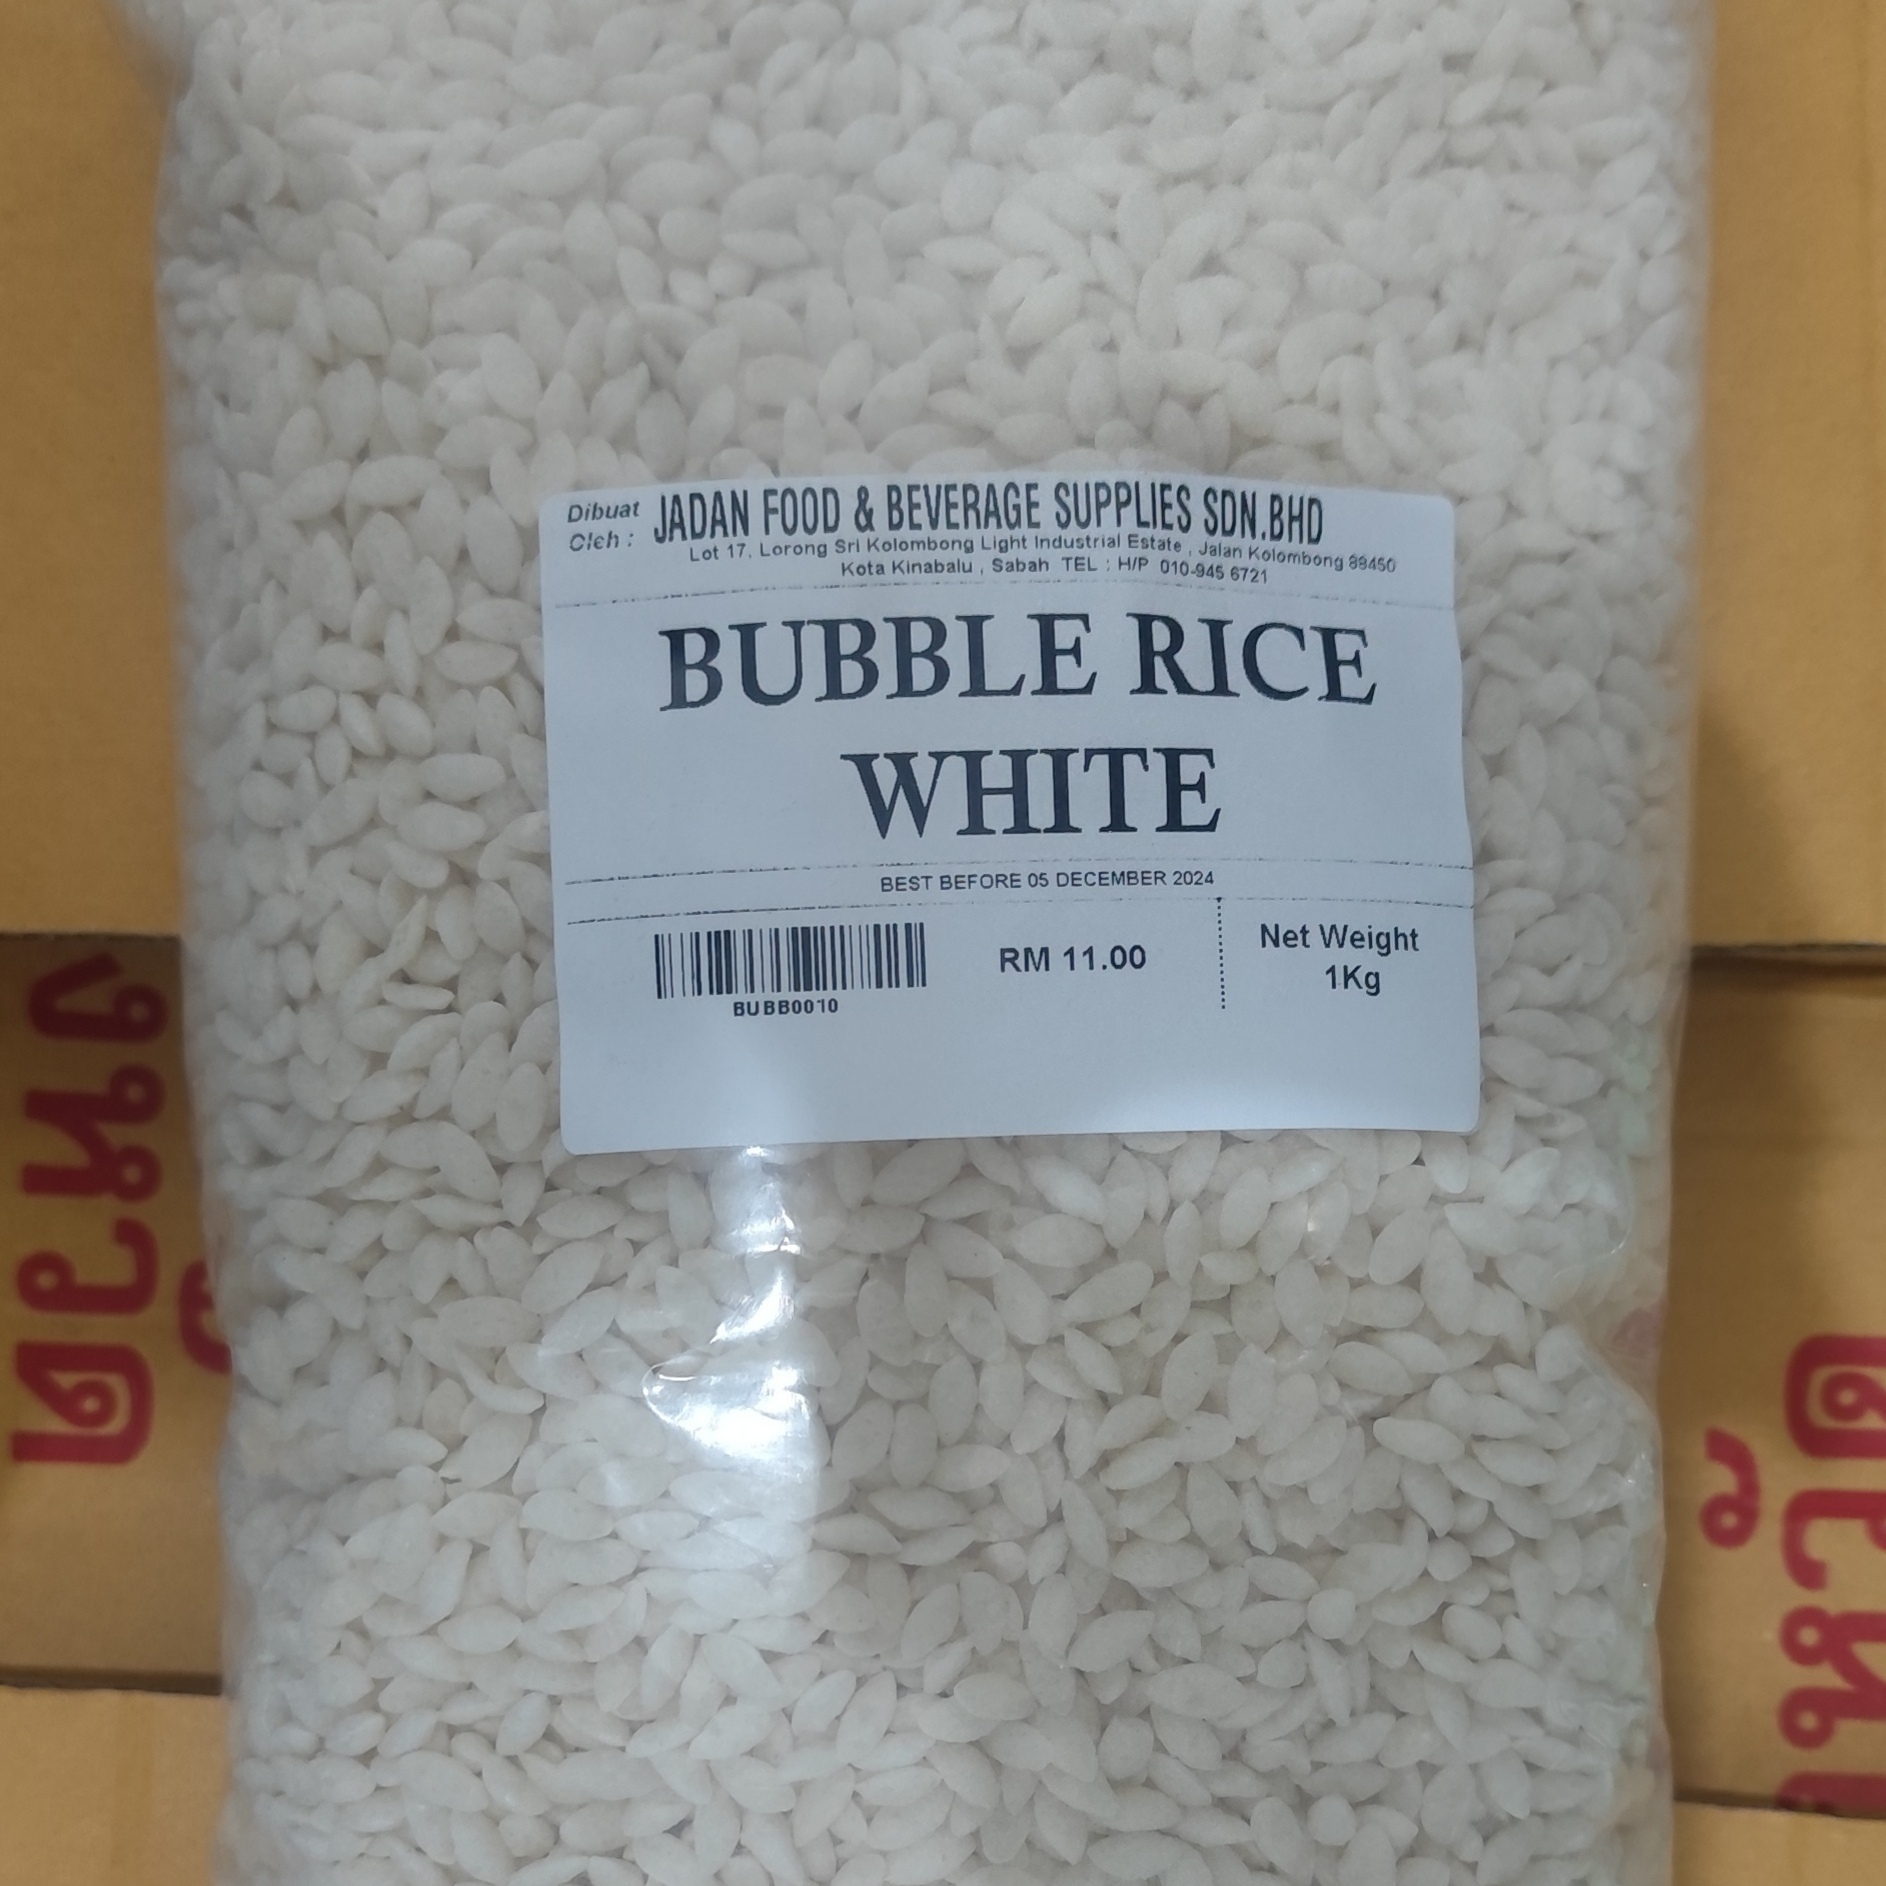 Dibuat Oleh : JADAN FOOD & BEVERAGE SUPPLIES SDN.BHD
Lot 17, Lorong Sri Kolombong Light Industrial Estate , Jalan Kolombong 88450
Kota Kinabalu , Sabah TEL : H/P 010-945 6721
BUBBLE RICE
WHITE
BEST BEFORE 05 DECEMBER 2024
BUBB0010
RM 11.00
Net Weight
1Kg